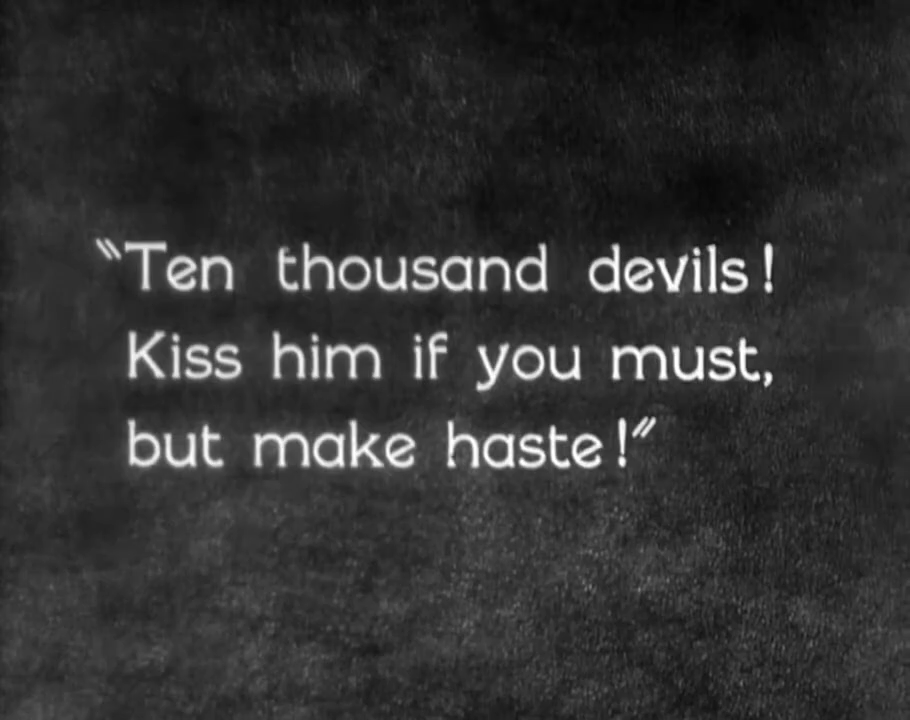 "Ten thousand devils!
Kiss him if you must,
but make haste!"